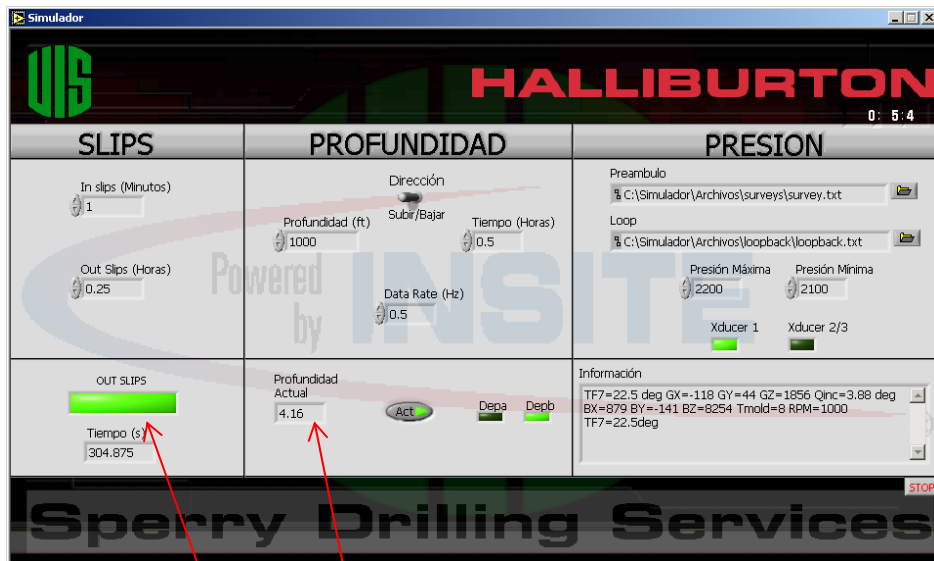 Simulador
UIS
HALLIBURTON
0: 5:4
SLIPS
PROFUNDIDAD
PRESION
In slips (Minutos)
1
Out Slips (Horas)
0.25
Dirección
Subir/Bajar
Profundidad (ft)
1000
Tiempo (Horas)
0.5
Data Rate (Hz)
0.5
Preambulo
C:\Simulador\Archivos\surveys\survey.txt
Loop
C:\Simulador\Archivos\loopback\loopback.txt
Presión Máxima
2200
Presión Mínima
2100
Xducer 1
Xducer 2/3
Powered
by
INSITE
OUT SLIPS
Tiempo (s)
304.875
Profundidad
Actual
4.16
Act
Depa
Depb
Información
TF7=22.5 deg GX=-118 GY=44 GZ=1856 Qinc=3.88 deg
BX=879 BY=-141 BZ=8254 Tmold=8 RPM=1000
TF7=22.5deg
STOP
Sperry Drilling Services